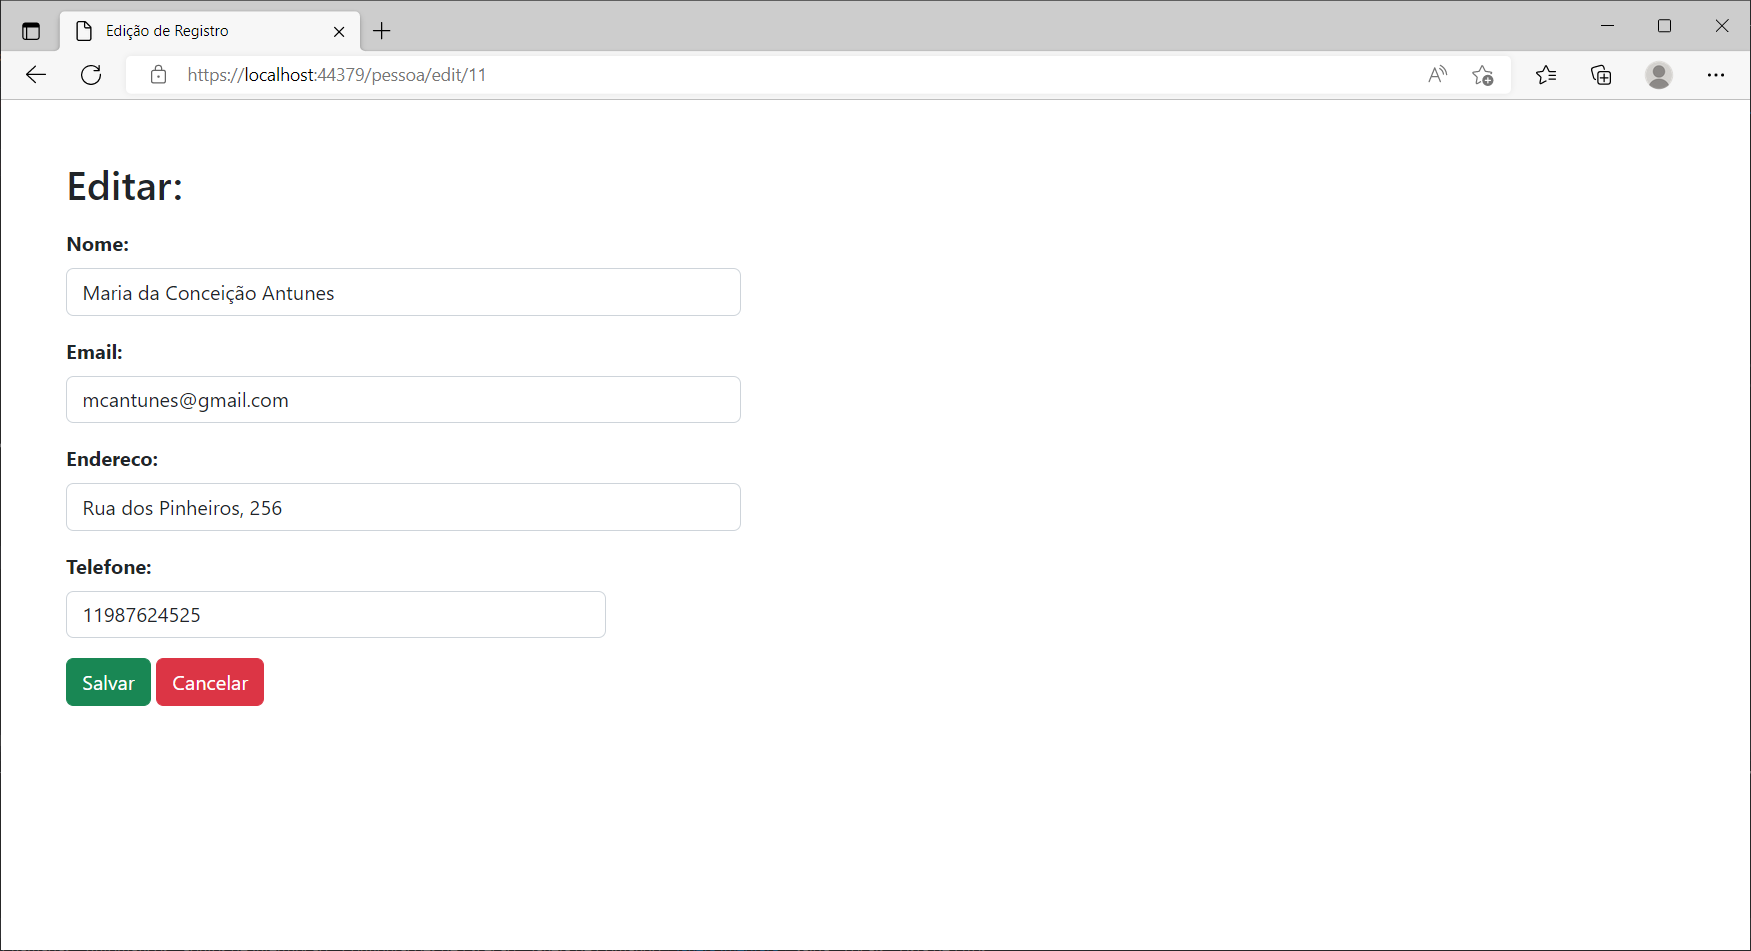 Edição de Registro
https://localhost:44379/pessoa/edit/11
Editar:
Nome:
Maria da Conceição Antunes
Email:
mcantunes@gmail.com
Endereco:
Rua dos Pinheiros, 256
Telefone:
11987624525
Salvar Cancelar